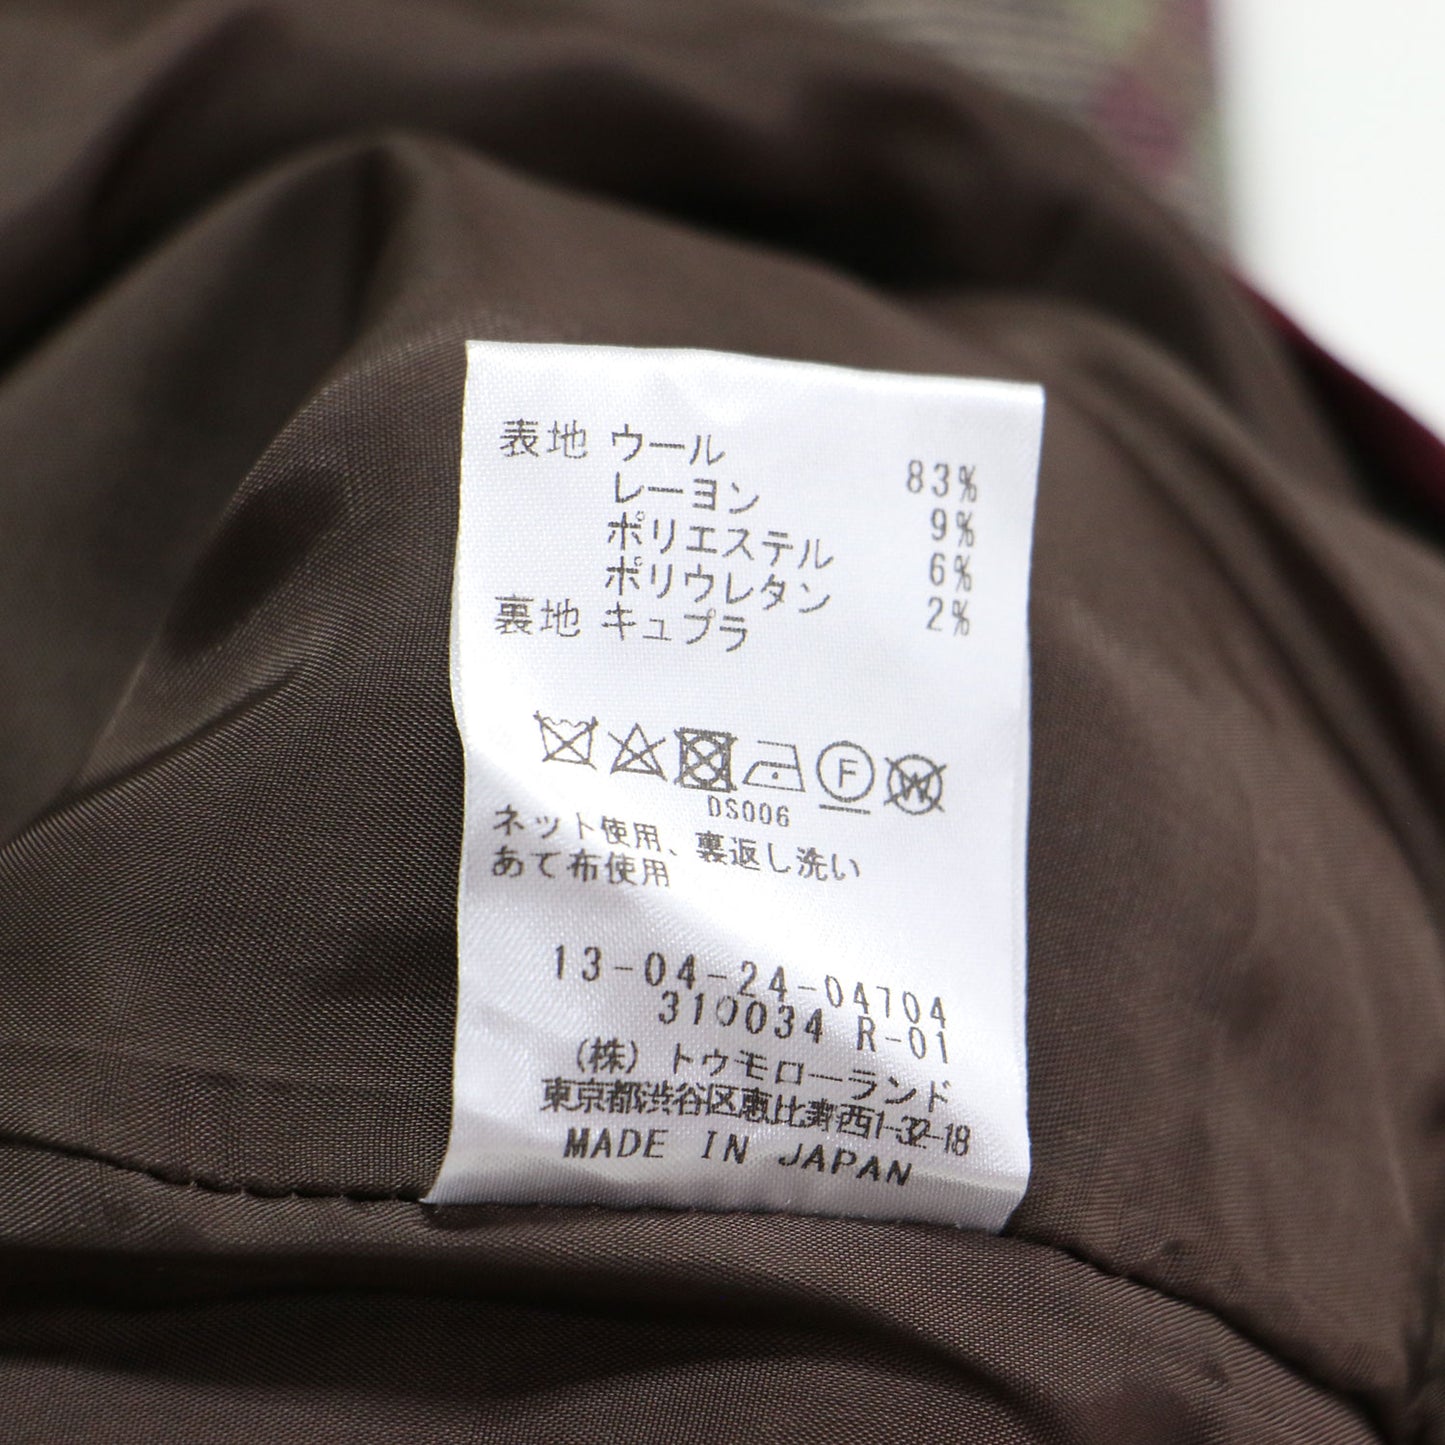 表地 ウール 83%
レーヨン 9%
ポリエステル 6%
ポリウレタン 2%
裏地 キュプラ
F W
DS006
ネット使用、裏返し洗い
あて布使用
13-04-24-04704
310034 R-01
(株) トゥモローランド
東京都渋谷区恵比寿西1-32-18
MADE IN JAPAN